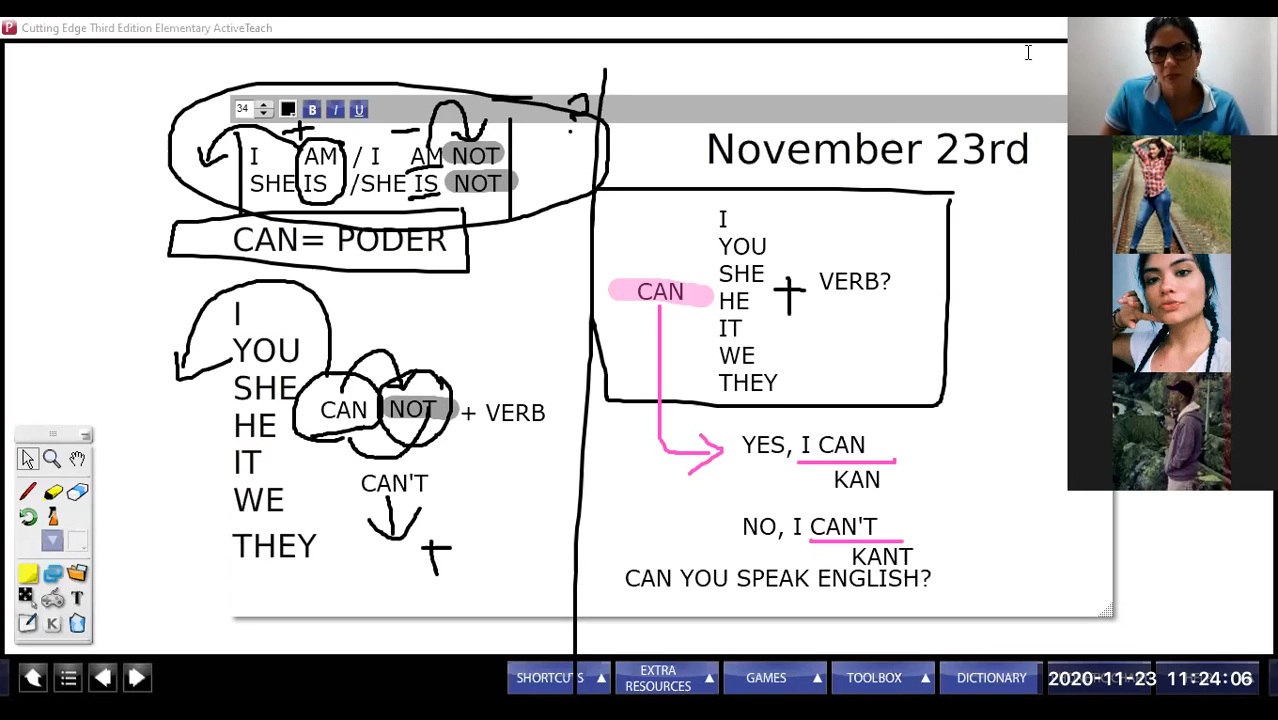 Cutting Edge Third Edition Elementary ActiveTeach
34 B I U
I AM / I AM NOT
SHE IS /SHE IS NOT
CAN= PODER
I
YOU
SHE
HE
IT
WE
THEY
CAN NOT + VERB
CAN'T
+
November 23rd
CAN
I
YOU
SHE
HE
IT
WE
THEY
+ VERB?
YES, I CAN
KAN
NO, I CAN'T
KANT
CAN YOU SPEAK ENGLISH?
SHORTCUTS
EXTRA RESOURCES
GAMES
TOOLBOX
DICTIONARY
2020-11-23 11:24:06